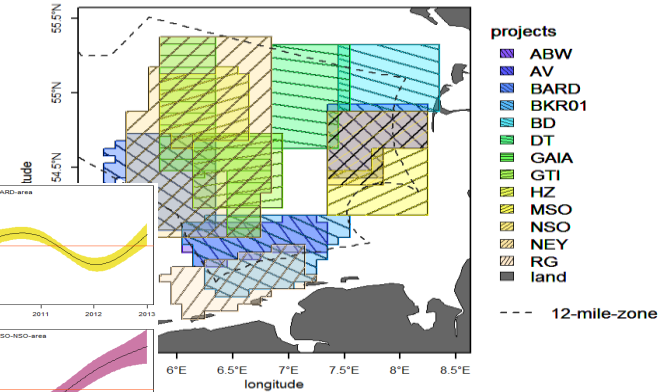 55.5°N
55°N
54.5°N
itude
ARD-area
2011
2012
2013
SO-NSO-area
6°E
6.5°E
7°E
7.5°E
8°E
8.5°E
longitude
projects
ABW
AV
BARD
BKR01
BD
DT
GAIA
GTI
HZ
MSO
NSO
NEY
RG
land
12-mile-zone